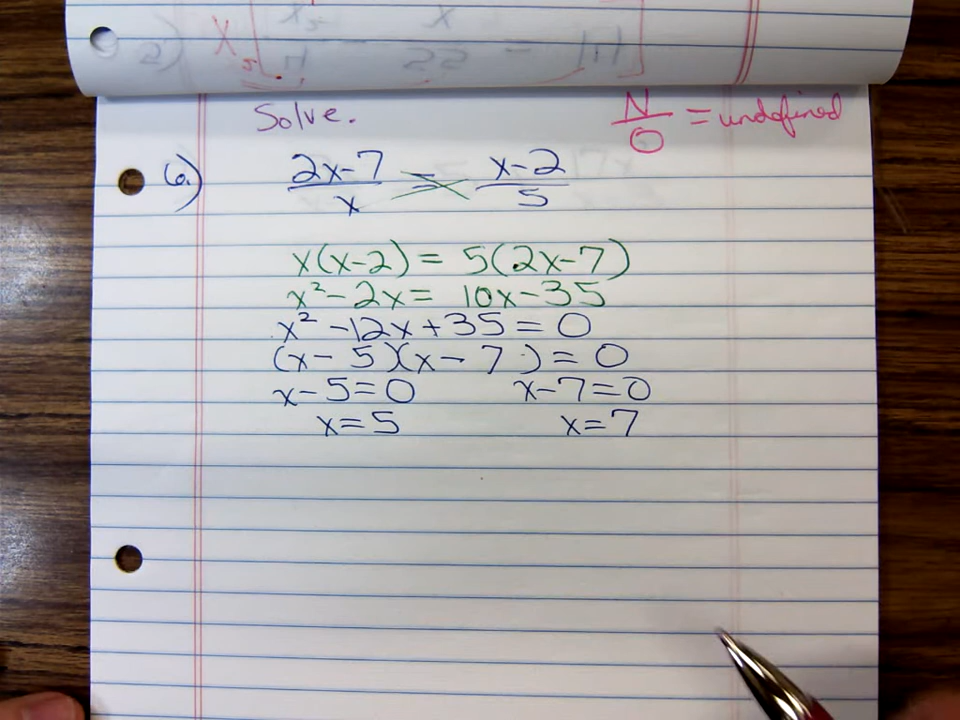 Solve.
N/0 = undefined
6.) (2x-7)/x = (x-2)/5
x(x-2) = 5(2x-7)
x² - 2x = 10x - 35
x² - 12x + 35 = 0
(x - 5)(x - 7) = 0
x - 5 = 0 x - 7 = 0
x = 5 x = 7